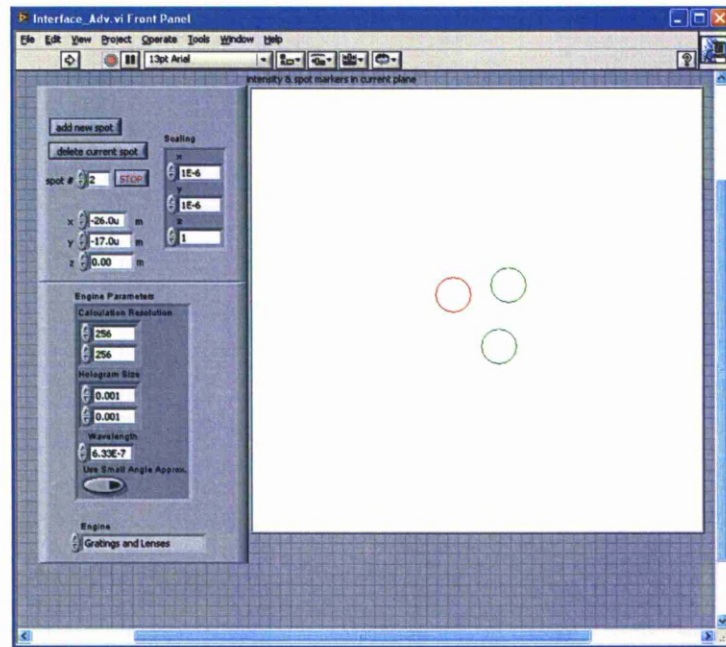 Interface_Adv.vi Front Panel
File Edit View Project Operate Tools Window Help
13pt Arial
intensity & spot markers in current plane
add new spot
Scaling
delete current spot
x
1E-6
spot # 2 STOP
y
1E-6
x -26.0u m
z
y -17.0u m
1
z 0.00 m
Engine Parameters
Calculation Resolution
256
256
Hologram Size
0.001
0.001
Wavelength
6.33E-7
Use Small Angle Approx.
Engine
Gratings and Lenses